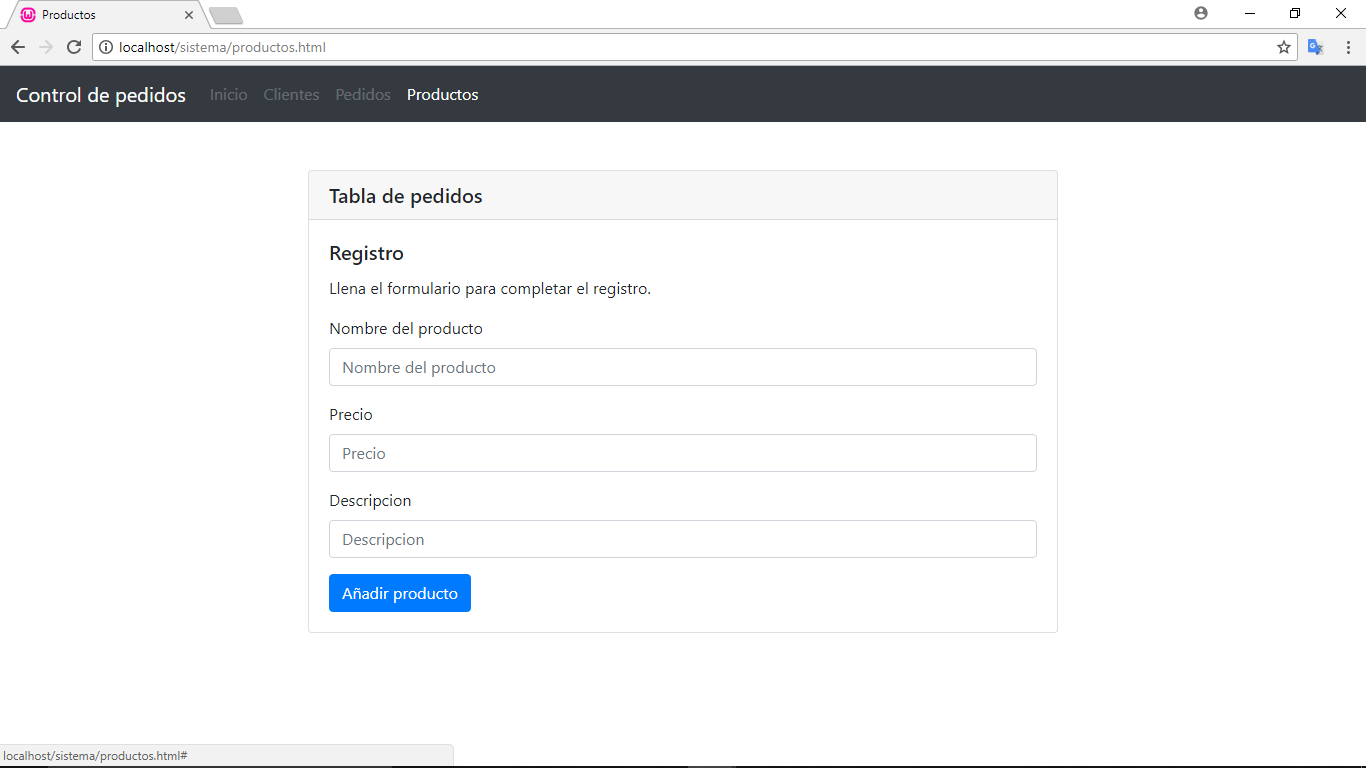 Productos
localhost/sistema/productos.html
Control de pedidos Inicio Clientes Pedidos Productos
Tabla de pedidos
Registro
Llena el formulario para completar el registro.
Nombre del producto
Nombre del producto
Precio
Precio
Descripcion
Descripcion
Añadir producto
localhost/sistema/productos.html#